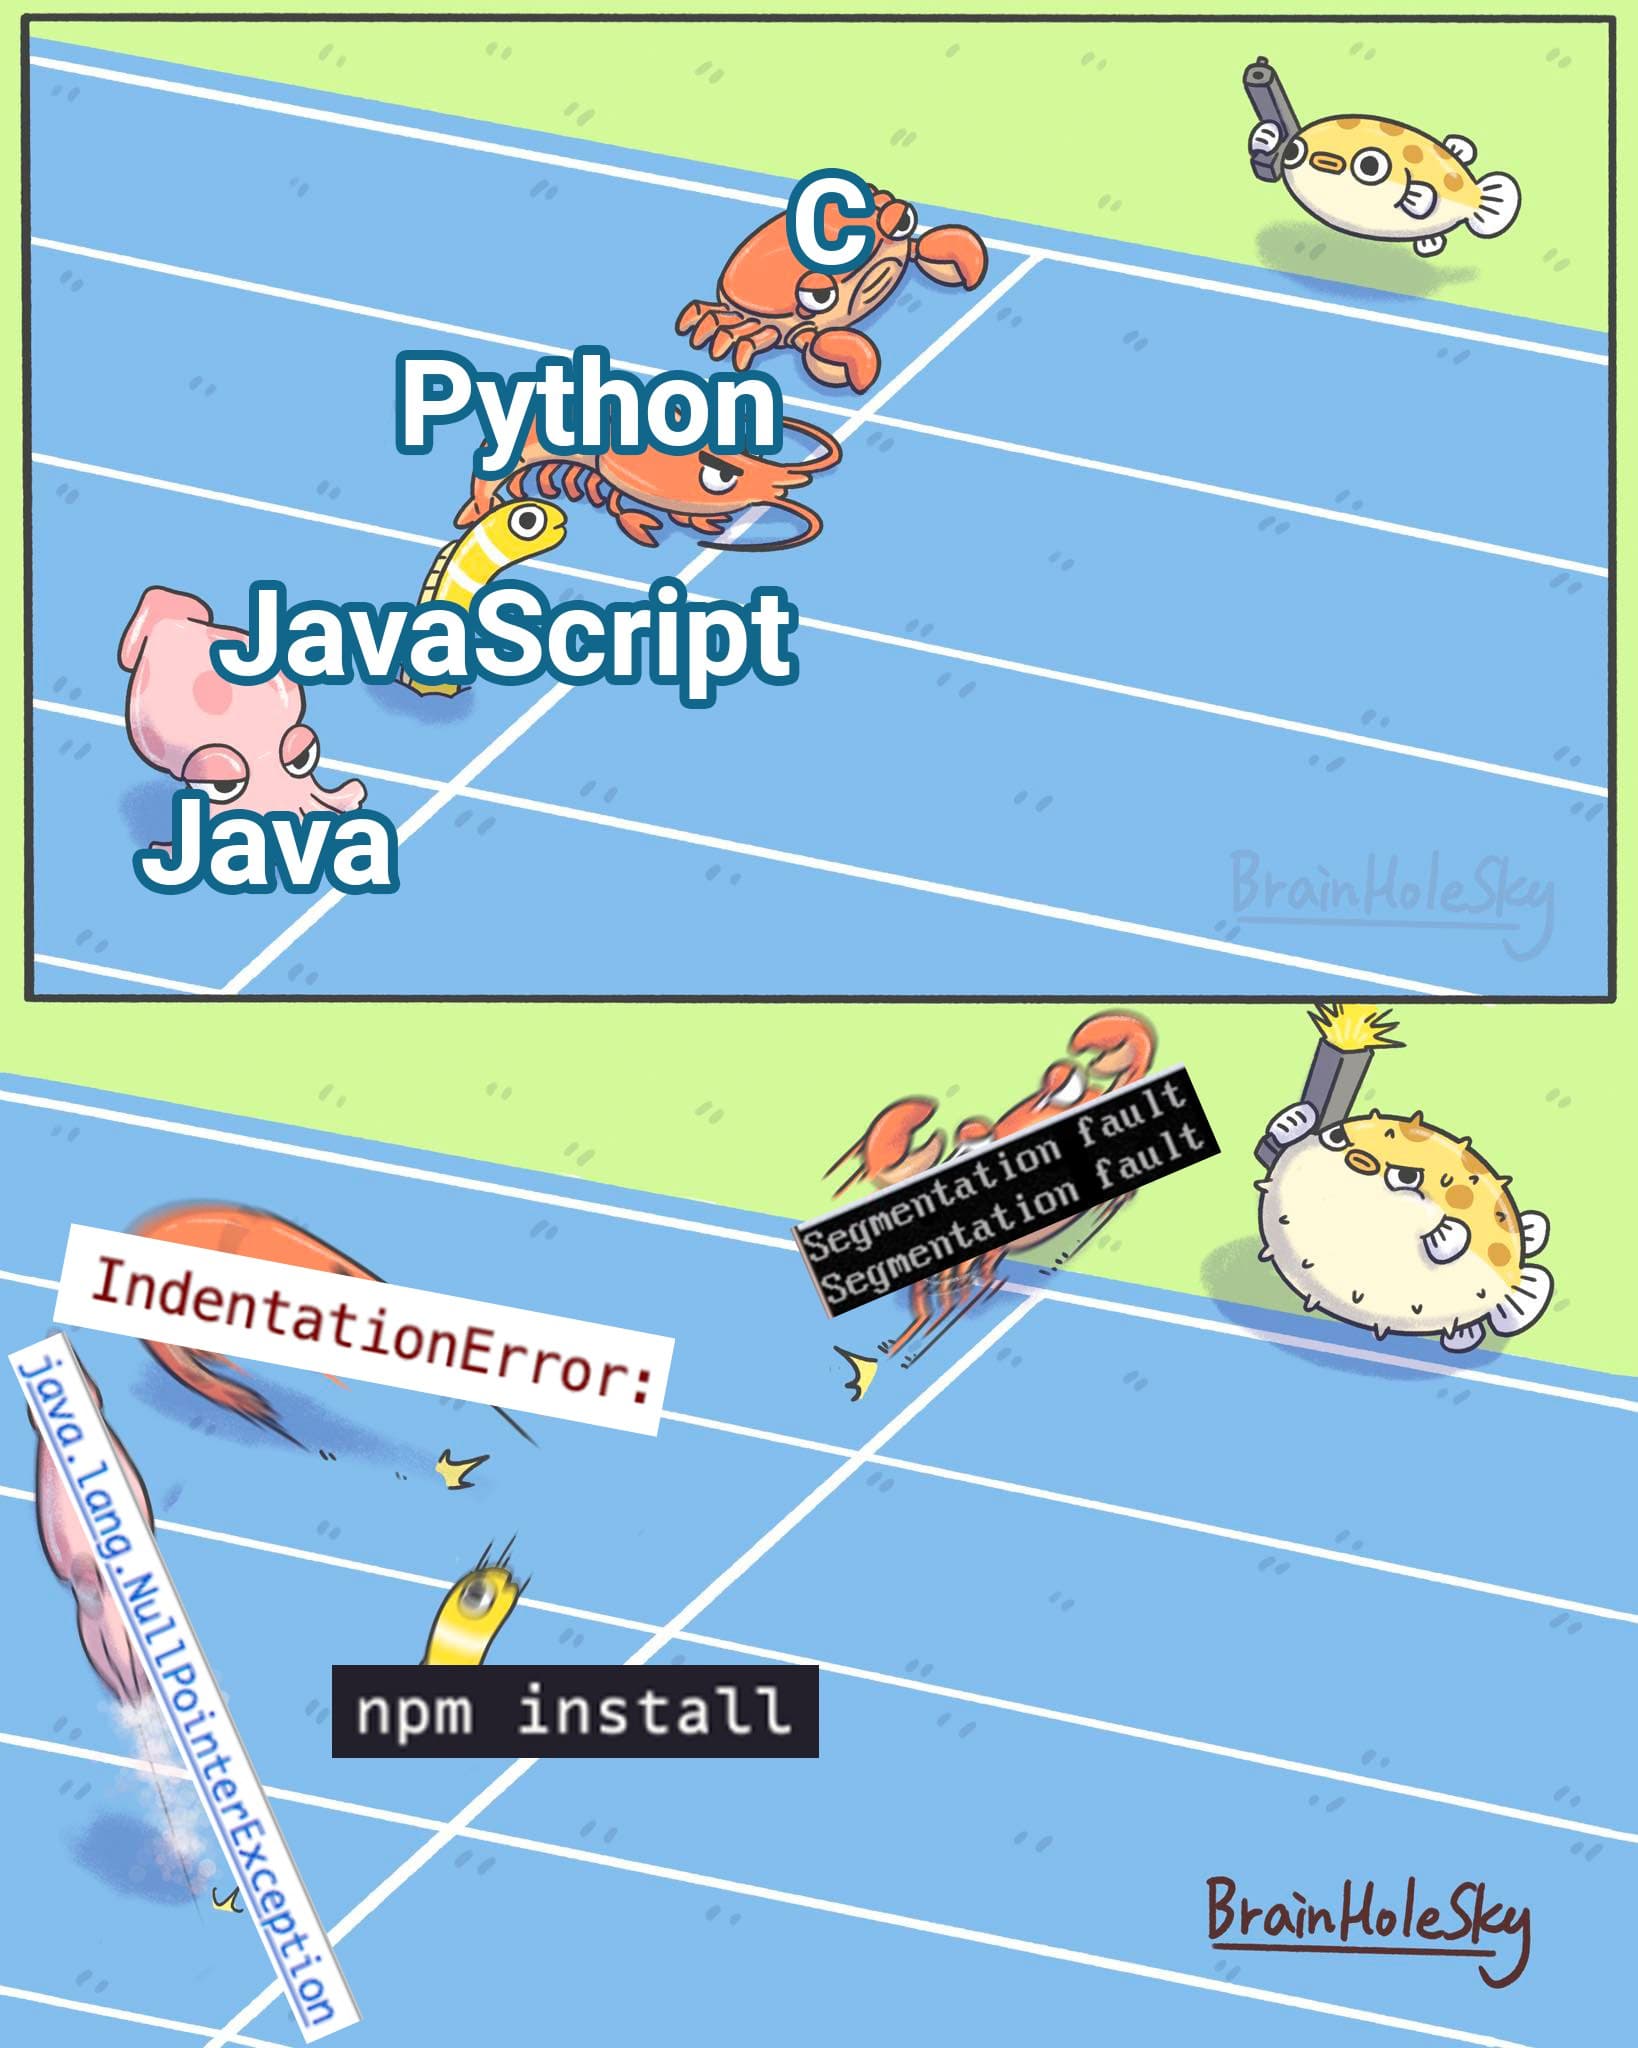 C
Python
JavaScript
Java
BrainHoleSky
Segmentation fault
Segmentation fault
IndentationError:
java.lang.NullPointerException
npm install
BrainHoleSky